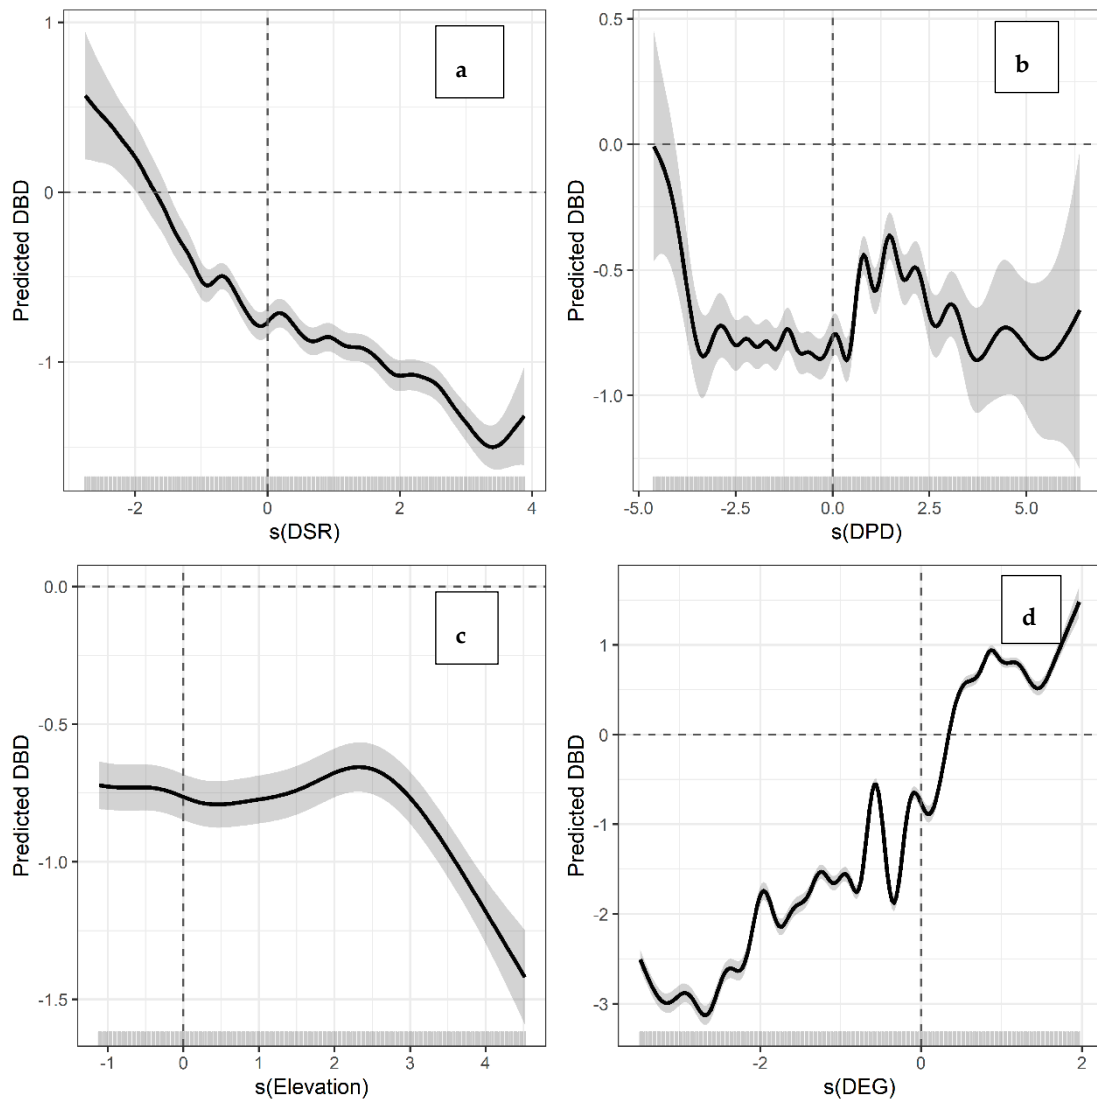 a
1
0
-1
Predicted DBD
-2
0
2
4
s(DSR)
b
0.5
0.0
-0.5
-1.0
Predicted DBD
-5.0
-2.5
0.0
2.5
5.0
s(DPD)
c
0.0
-0.5
-1.0
-1.5
Predicted DBD
-1
0
1
2
3
4
s(Elevation)
d
1
0
-1
-2
-3
Predicted DBD
-2
0
2
s(DEG)